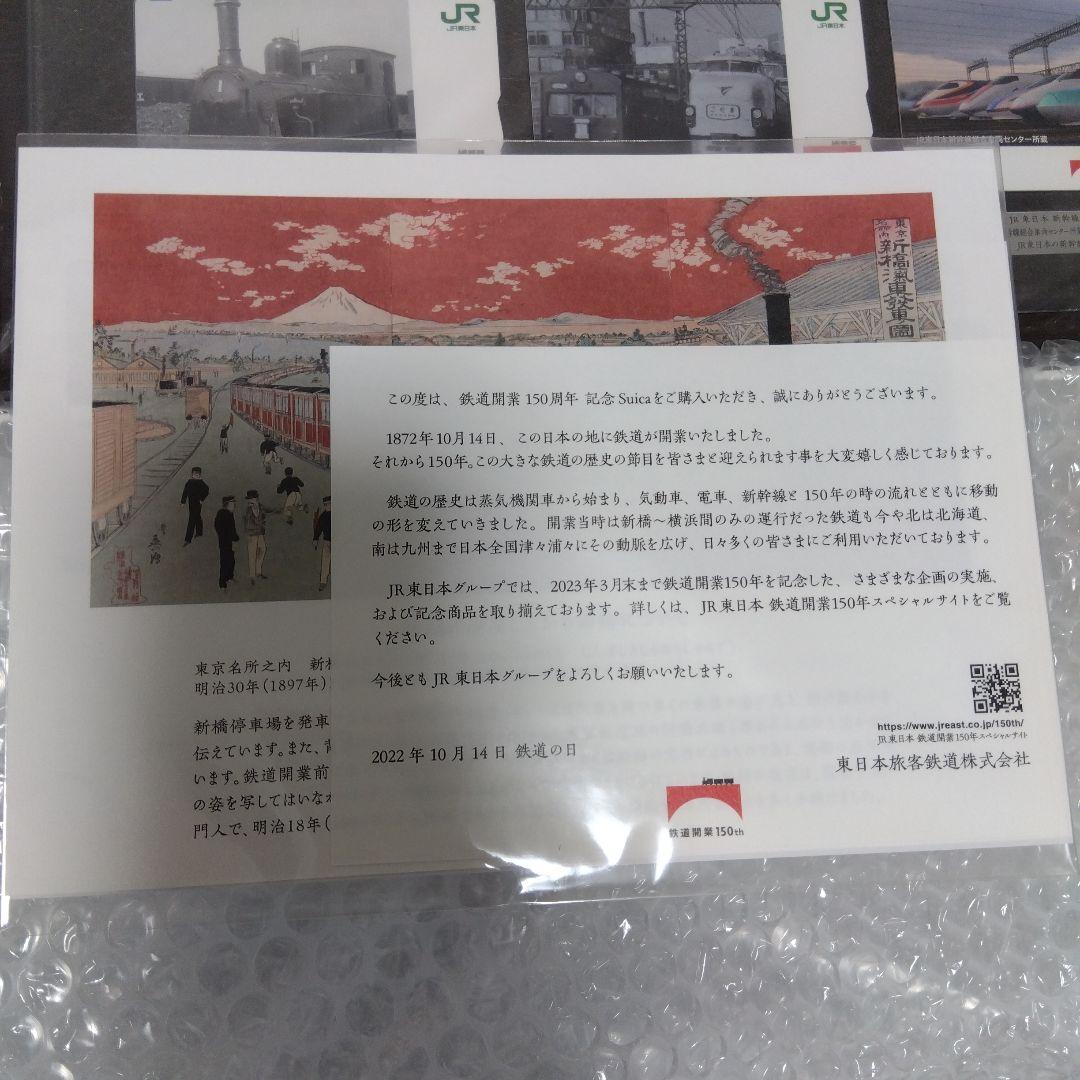 JR
JR東日本
JR
JR東日本
1
JR東日本 新幹線
JR東日本の新幹
東京
名所之内
新橋
この度は、鉄道開業150周年 記念Suicaをご購入いただき、誠にありがとうございます。
1872年10月14日、この日本の地に鉄道が開業いたしました。
それから150年。この大きな鉄道の歴史の節目を皆さまと迎えられます事を大変嬉しく感じております。
鉄道の歴史は蒸気機関車から始まり、気動車、電車、新幹線と150年の時の流れとともに移動
の形を変えていきました。開業当時は新橋～横浜間のみの運行だった鉄道も今や北は北海道、
南は九州まで日本全国津々浦々にその動脈を広げ、日々多くの皆さまにご利用いただいております。
JR東日本グループでは、2023年3月末まで鉄道開業150年を記念した、さまざまな企画の実施、
および記念商品を取り揃えております。詳しくは、JR東日本 鉄道開業150年スペシャルサイトをご覧
ください。
今後ともJR東日本グループをよろしくお願いいたします。
2022年10月14日 鉄道の日
https://www.jreast.co.jp/150th/
JR東日本 鉄道開業150年スペシャルサイト
東日本旅客鉄道株式会社
鉄道開業150th
東京名所之内 新
明治30年(1897年)
新橋停車場を発車
伝えています。また、
います。鉄道開業前
の姿を写してはいな
門人で、明治18年(